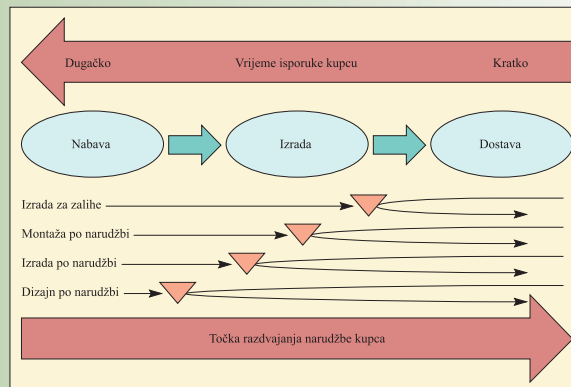 Dugačko Vrijeme isporuke kupcu Kratko
Nabava Izrada Dostava
Izrada za zalihe
Montaža po narudžbi
Izrada po narudžbi
Dizajn po narudžbi
Točka razdvajanja narudžbe kupca